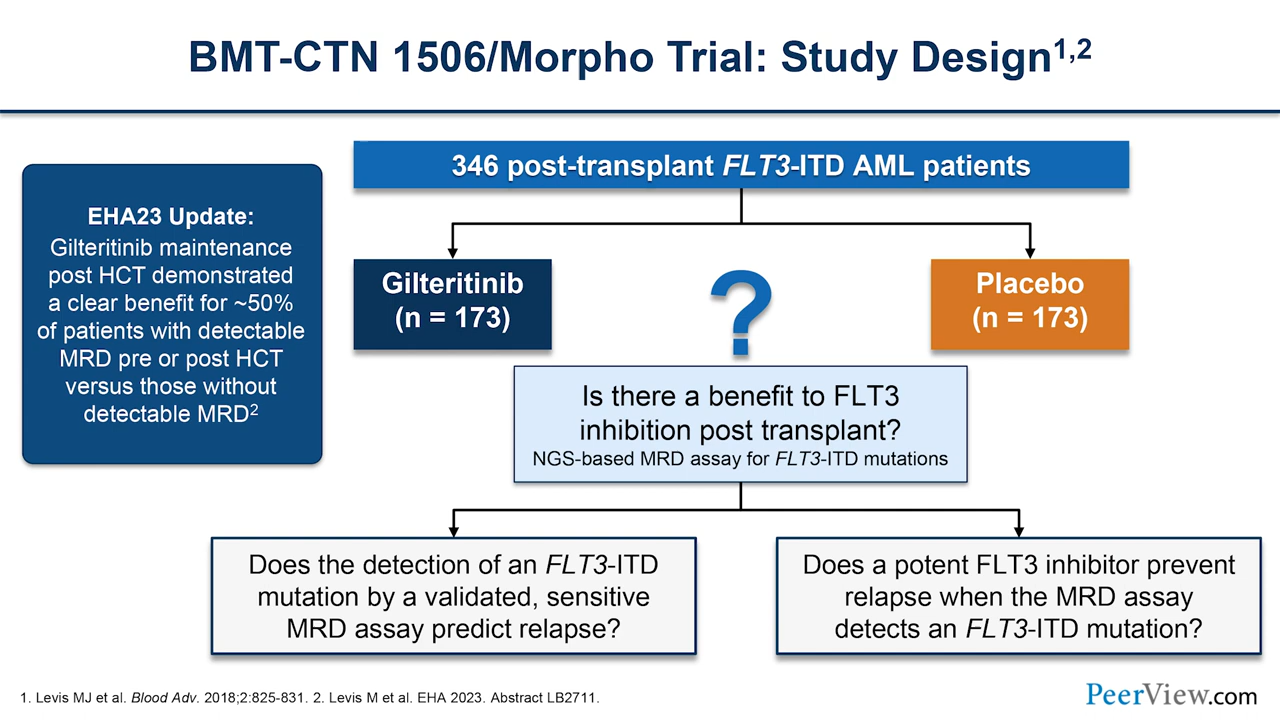 BMT-CTN 1506/Morpho Trial: Study Design1,2
346 post-transplant FLT3-ITD AML patients
EHA23 Update:
Gilteritinib maintenance
post HCT demonstrated
a clear benefit for ~50%
of patients with detectable
MRD pre or post HCT
versus those without
detectable MRD2
Gilteritinib
(n = 173)
?
Placebo
(n = 173)
Is there a benefit to FLT3
inhibition post transplant?
NGS-based MRD assay for FLT3-ITD mutations
Does the detection of an FLT3-ITD
mutation by a validated, sensitive
MRD assay predict relapse?
Does a potent FLT3 inhibitor prevent
relapse when the MRD assay
detects an FLT3-ITD mutation?
1. Levis MJ et al. Blood Adv. 2018;2:825-831. 2. Levis M et al. EHA 2023. Abstract LB2711.
PeerView.com